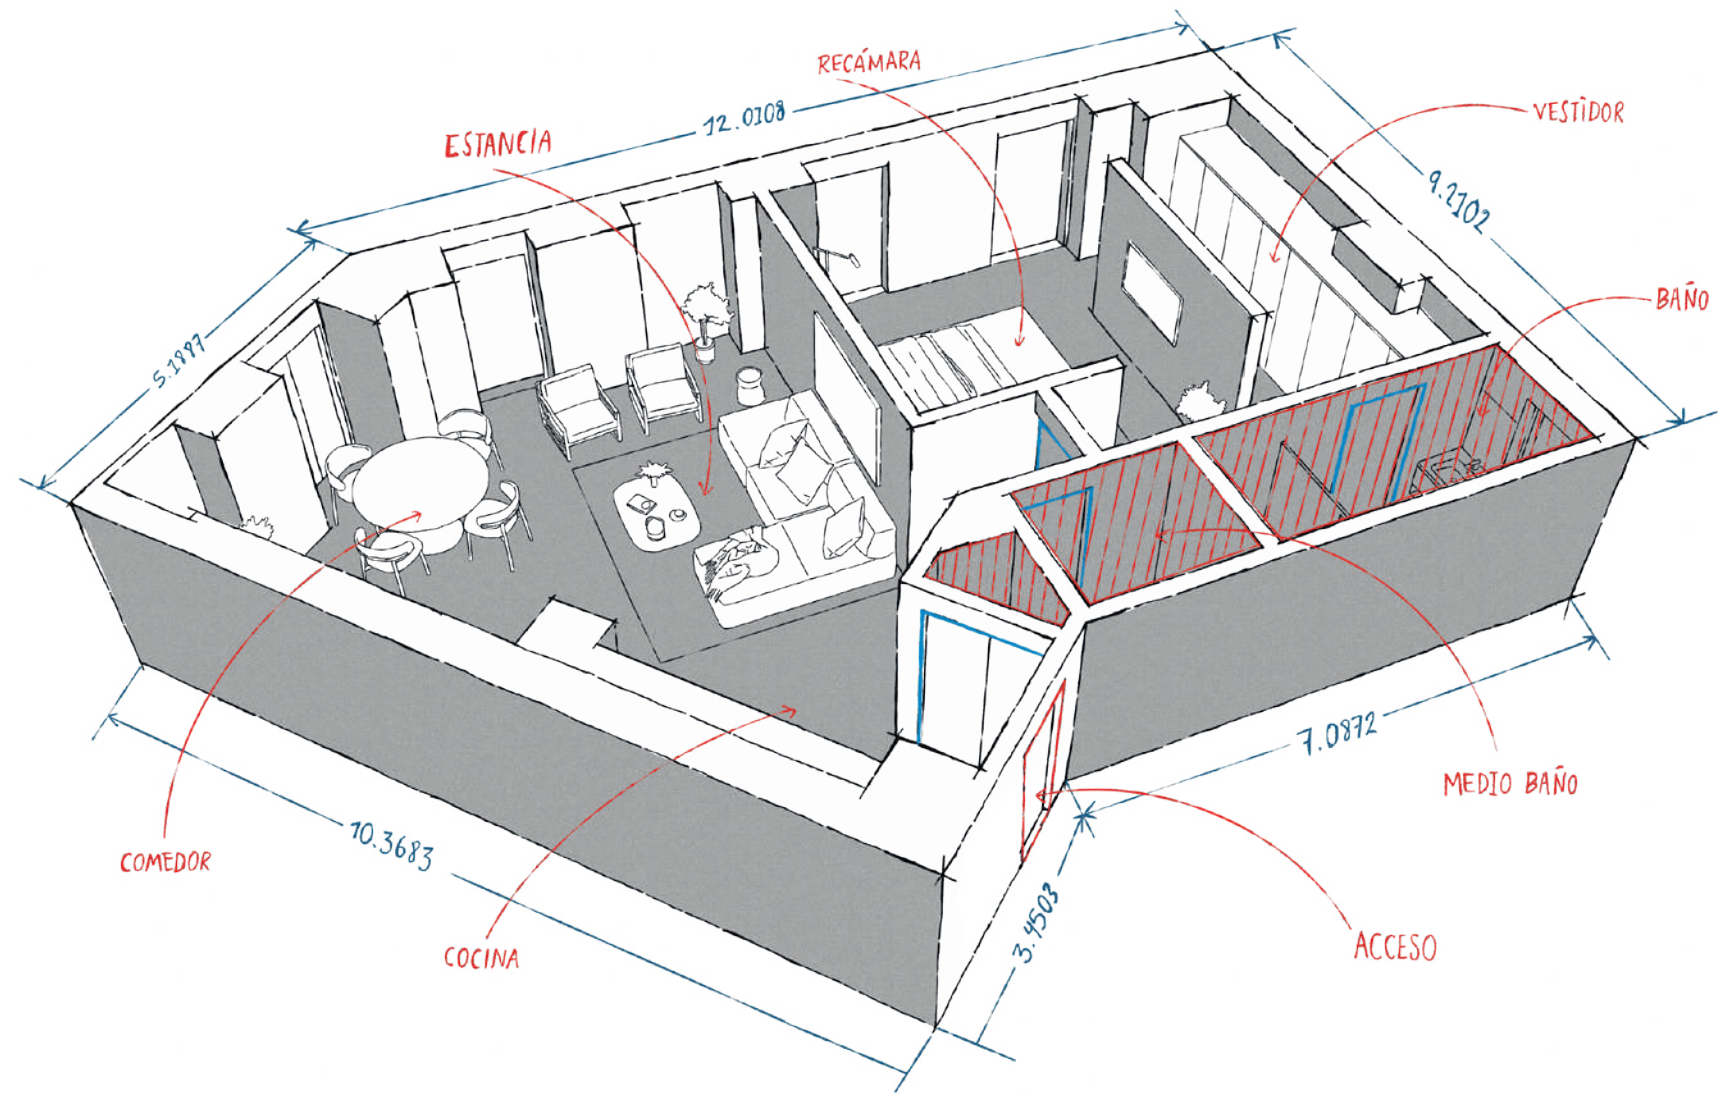 RECÁMARA
12.0108
VESTIDOR
ESTANCIA
9.2102
BAÑO
5.1887
7.0872
MEDIO BAÑO
10.3683
COMEDOR
3.4503
COCINA
ACCESO